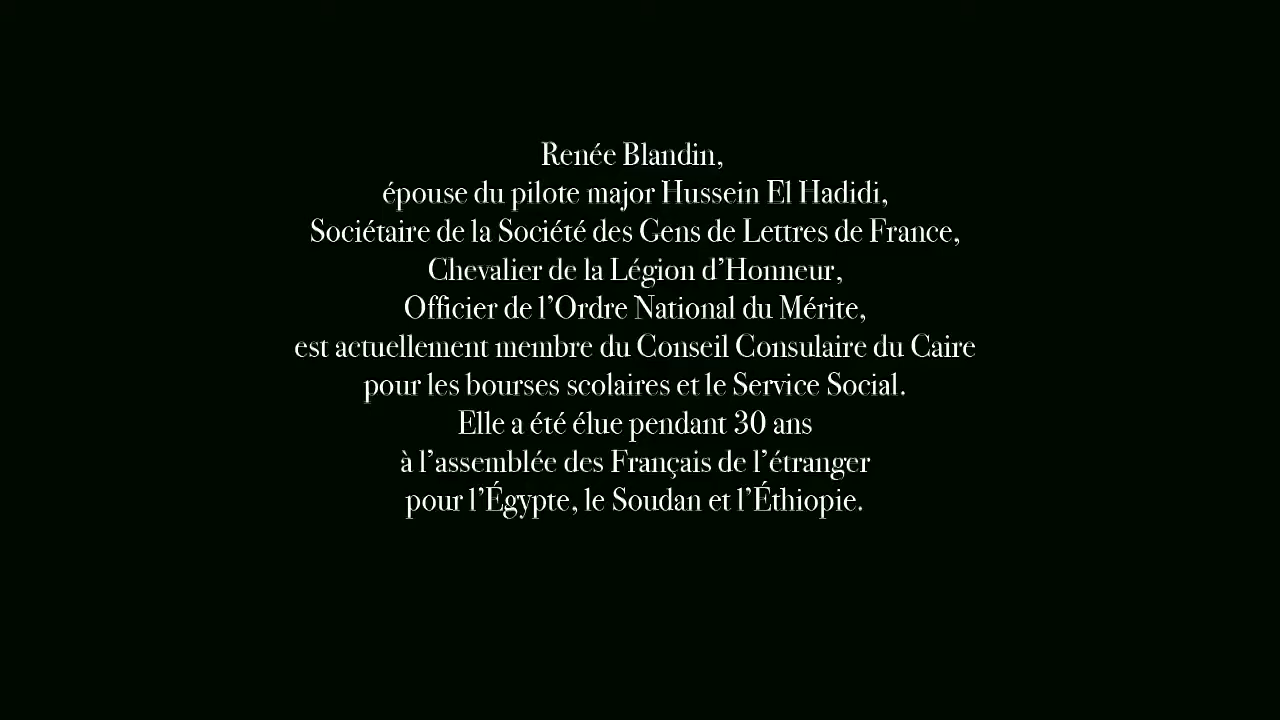 Renée Blandin,
épouse du pilote major Hussein El Hadidi,
Sociétaire de la Société des Gens de Lettres de France,
Chevalier de la Légion d’Honneur,
Officier de l’Ordre National du Mérite,
est actuellement membre du Conseil Consulaire du Caire
pour les bourses scolaires et le Service Social.
Elle a été élue pendant 30 ans
à l’assemblée des Français de l’étranger
pour l’Égypte, le Soudan et l’Éthiopie.